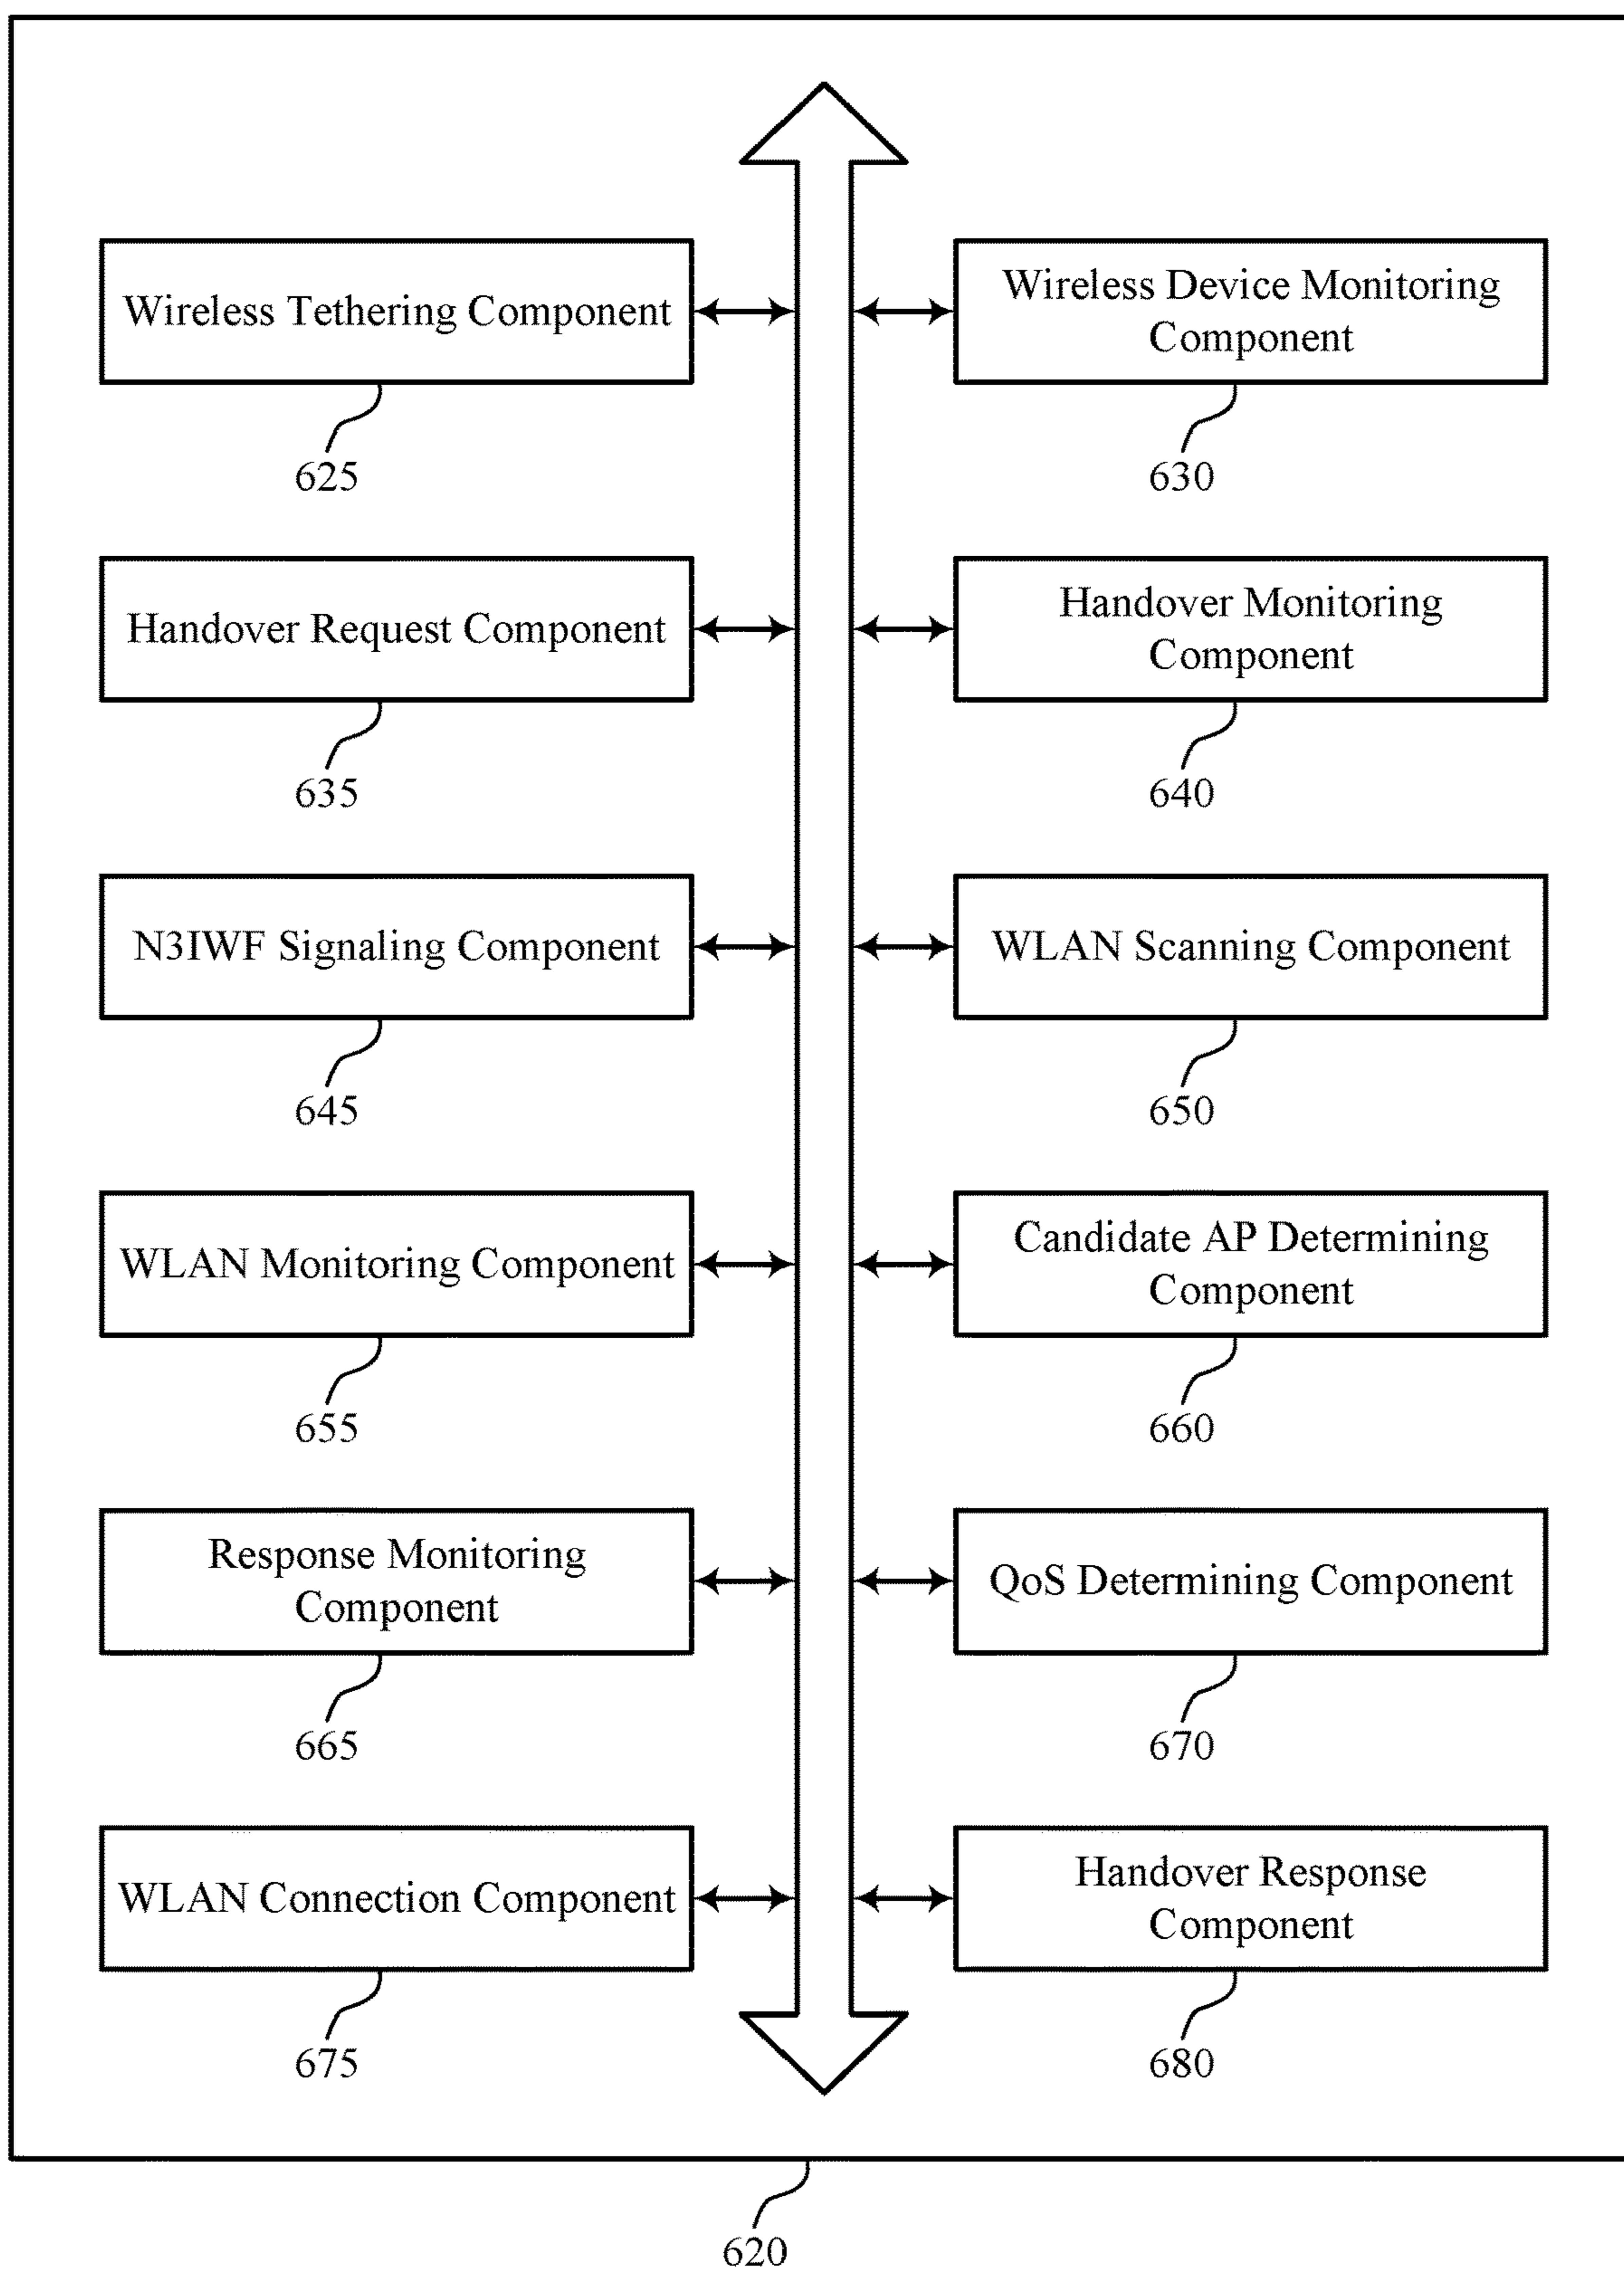 Wireless Tethering Component
Wireless Device Monitoring
Component
625
630
Handover Request Component
Handover Monitoring
Component
635
640
N3IWF Signaling Component
WLAN Scanning Component
645
650
WLAN Monitoring Component
Candidate AP Determining
Component
655
660
Response Monitoring
Component
QoS Determining Component
665
670
WLAN Connection Component
Handover Response
Component
675
680
620